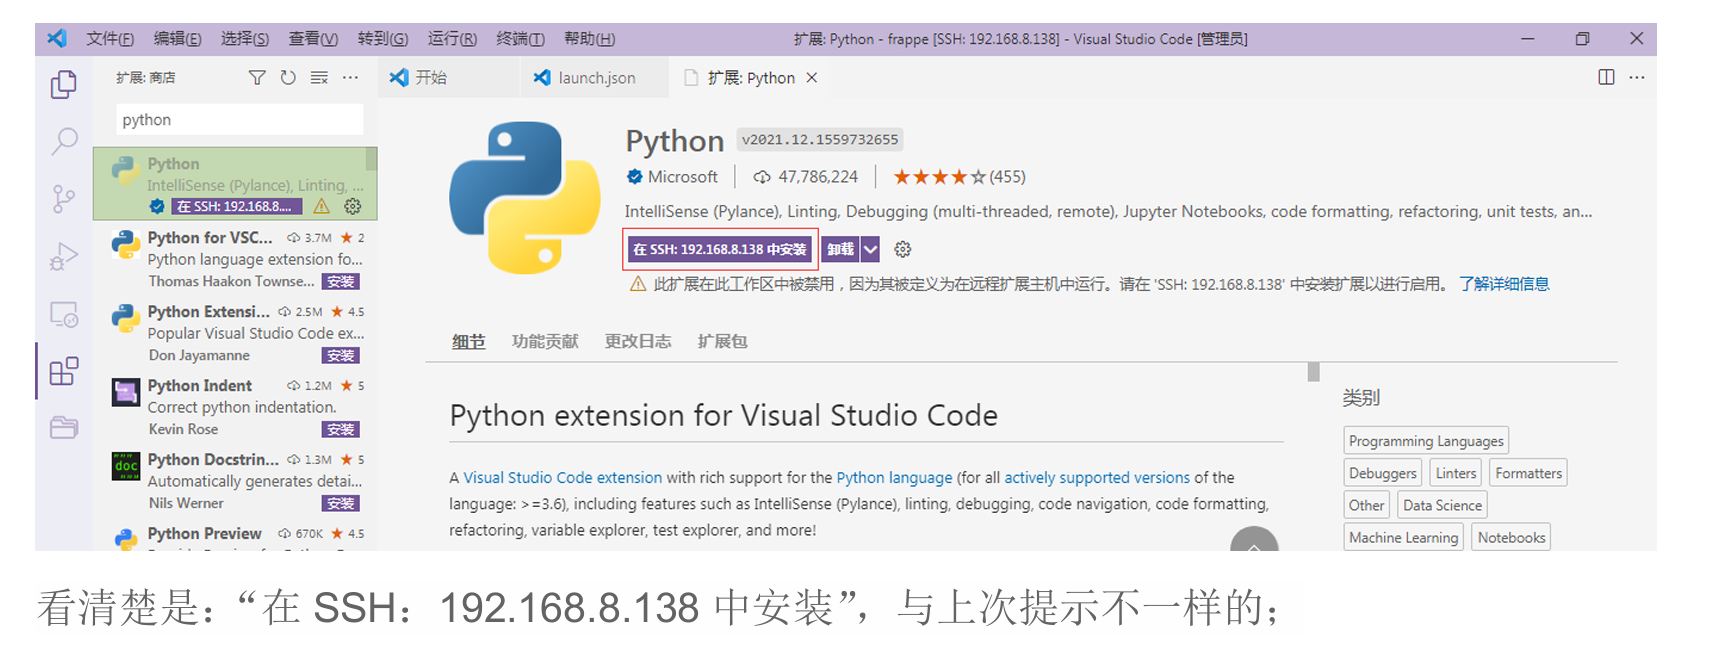 文件(F) 编辑(E) 选择(S) 查看(V) 转到(G) 运行(R) 终端(T) 帮助(H) 扩展: Python - frappe [SSH: 192.168.8.138] - Visual Studio Code [管理员]
扩展: 商店
开始 launch.json 扩展: Python
python
Python
IntelliSense (Pylance), Linting, ...
在 SSH: 192.168.8....
Python for VSC... 3.7M ★ 2
Python language extension fo...
Thomas Haakon Townse... 安装
Python Extensi... 2.5M ★ 4.5
Popular Visual Studio Code ex...
Don Jayamanne 安装
Python Indent 1.2M ★ 5
Correct python indentation.
Kevin Rose 安装
doc
Python Docstrin... 1.3M ★ 5
Automatically generates detai...
Nils Werner 安装
Python Preview 670K ★ 4.5
Python v2021.12.1559732655
Microsoft 47,786,224 ★★★★☆(455)
IntelliSense (Pylance), Linting, Debugging (multi-threaded, remote), Jupyter Notebooks, code formatting, refactoring, unit tests, an...
在 SSH: 192.168.8.138 中安装 卸载
此扩展在此工作区中被禁用，因为其被定义为在远程扩展主机中运行。请在 'SSH: 192.168.8.138' 中安装扩展以进行启用。 了解详细信息
细节 功能贡献 更改日志 扩展包
Python extension for Visual Studio Code
A Visual Studio Code extension with rich support for the Python language (for all actively supported versions of the
language: >=3.6), including features such as IntelliSense (Pylance), linting, debugging, code navigation, code formatting,
refactoring, variable explorer, test explorer, and more!
类别
Programming Languages
Debuggers Linters Formatters
Other Data Science
Machine Learning Notebooks
看清楚是：“在 SSH：192.168.8.138 中安装”，与上次提示不一样的；